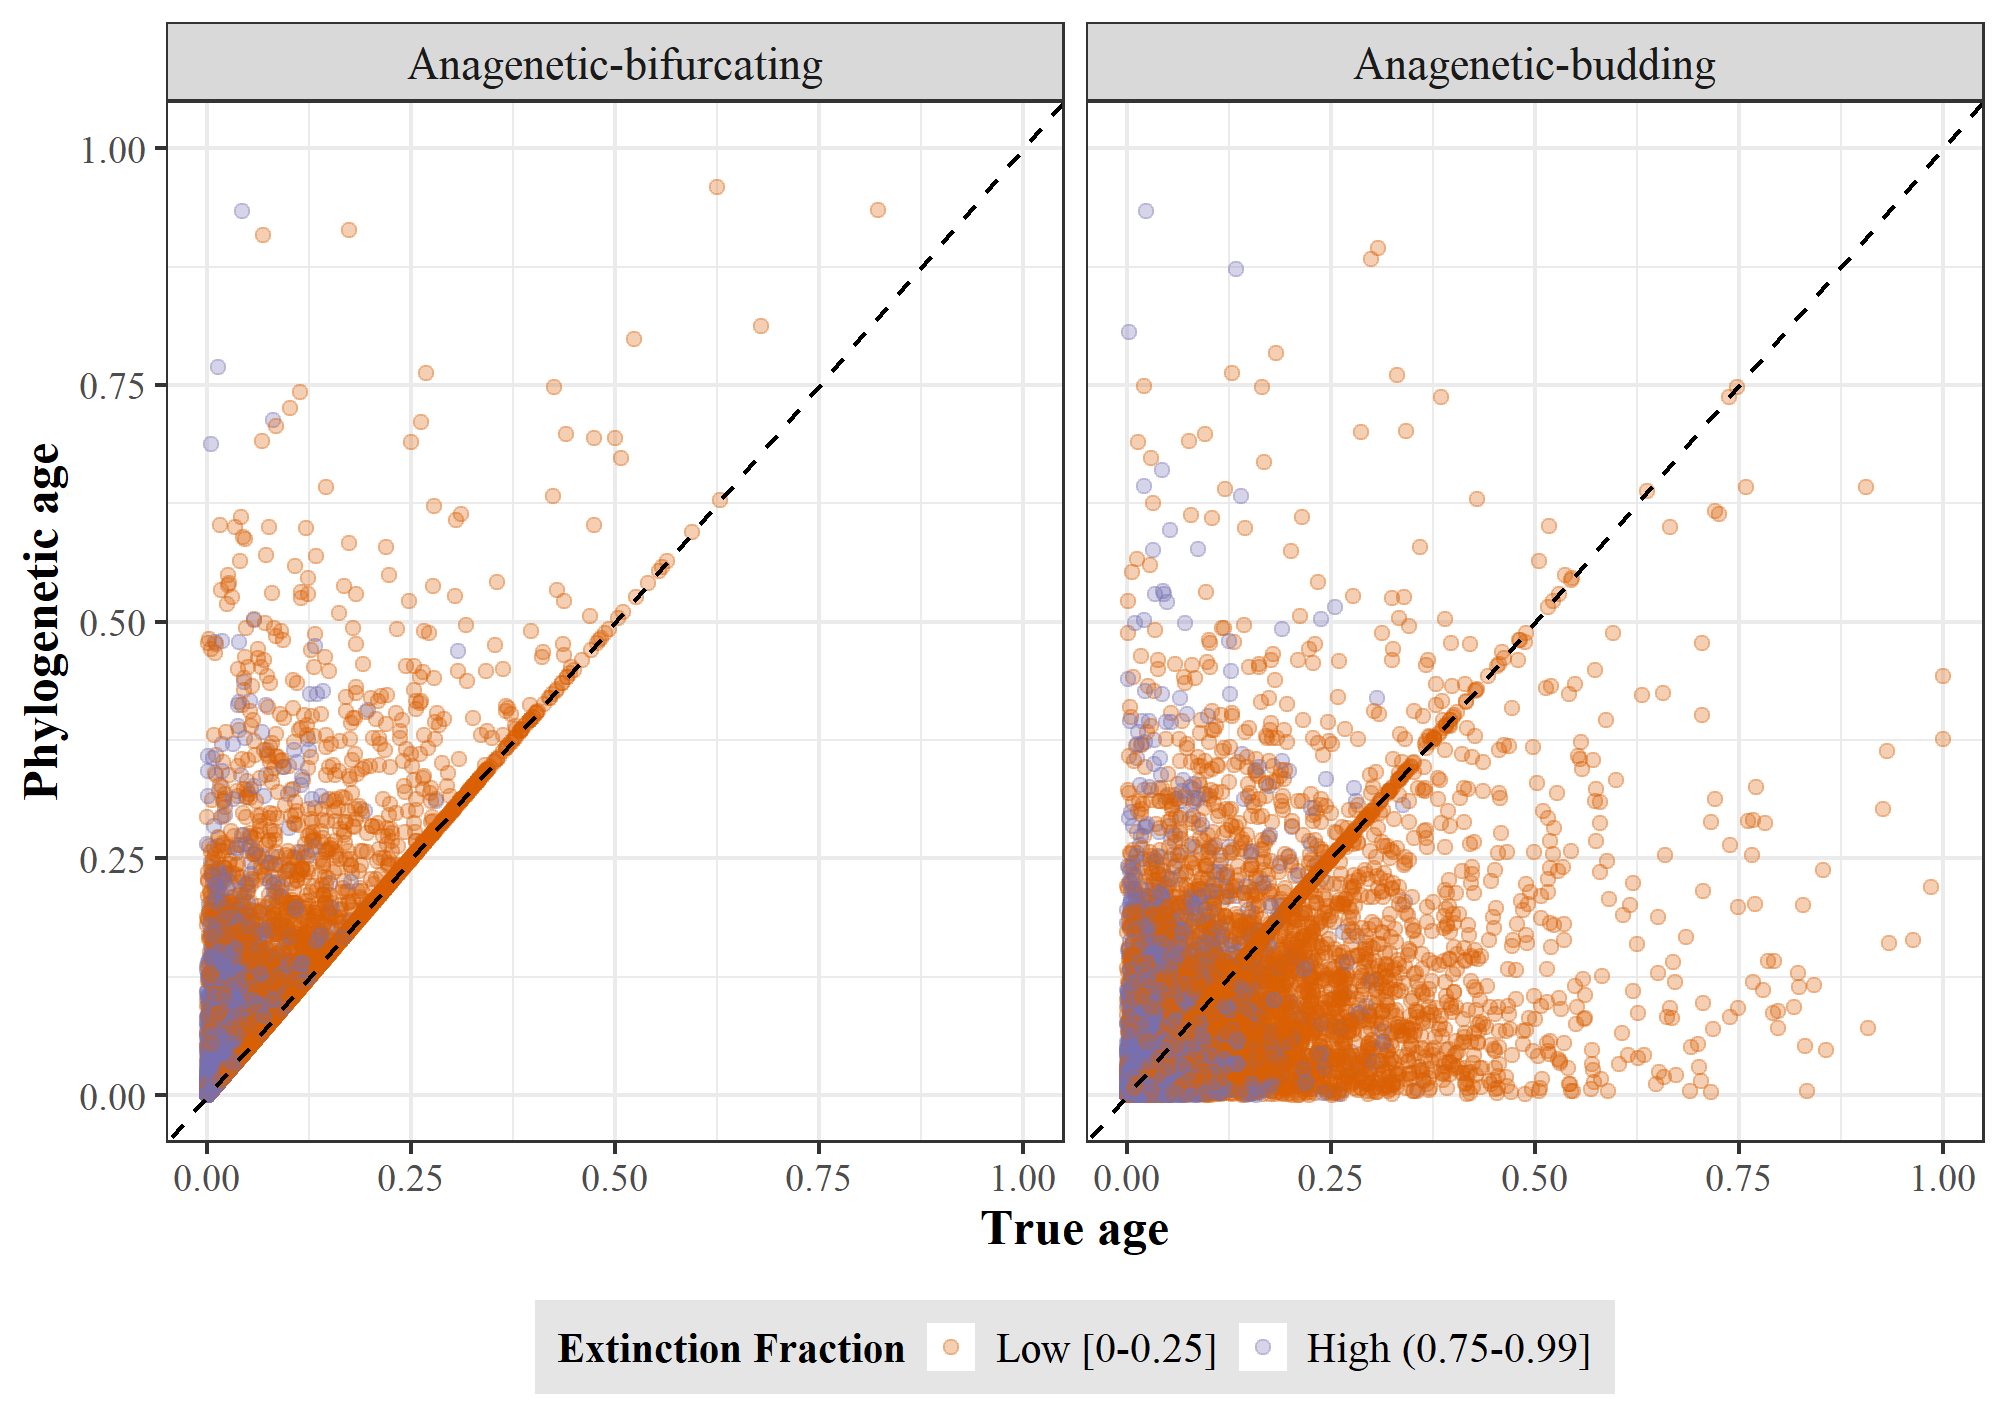 Anagenetic-bifurcating Anagenetic-budding
1.00
0.75
0.50
0.25
0.00
Phylogenetic age
0.00 0.25 0.50 0.75 1.00 0.00 0.25 0.50 0.75 1.00
True age
Extinction Fraction Low [0-0.25] High (0.75-0.99]